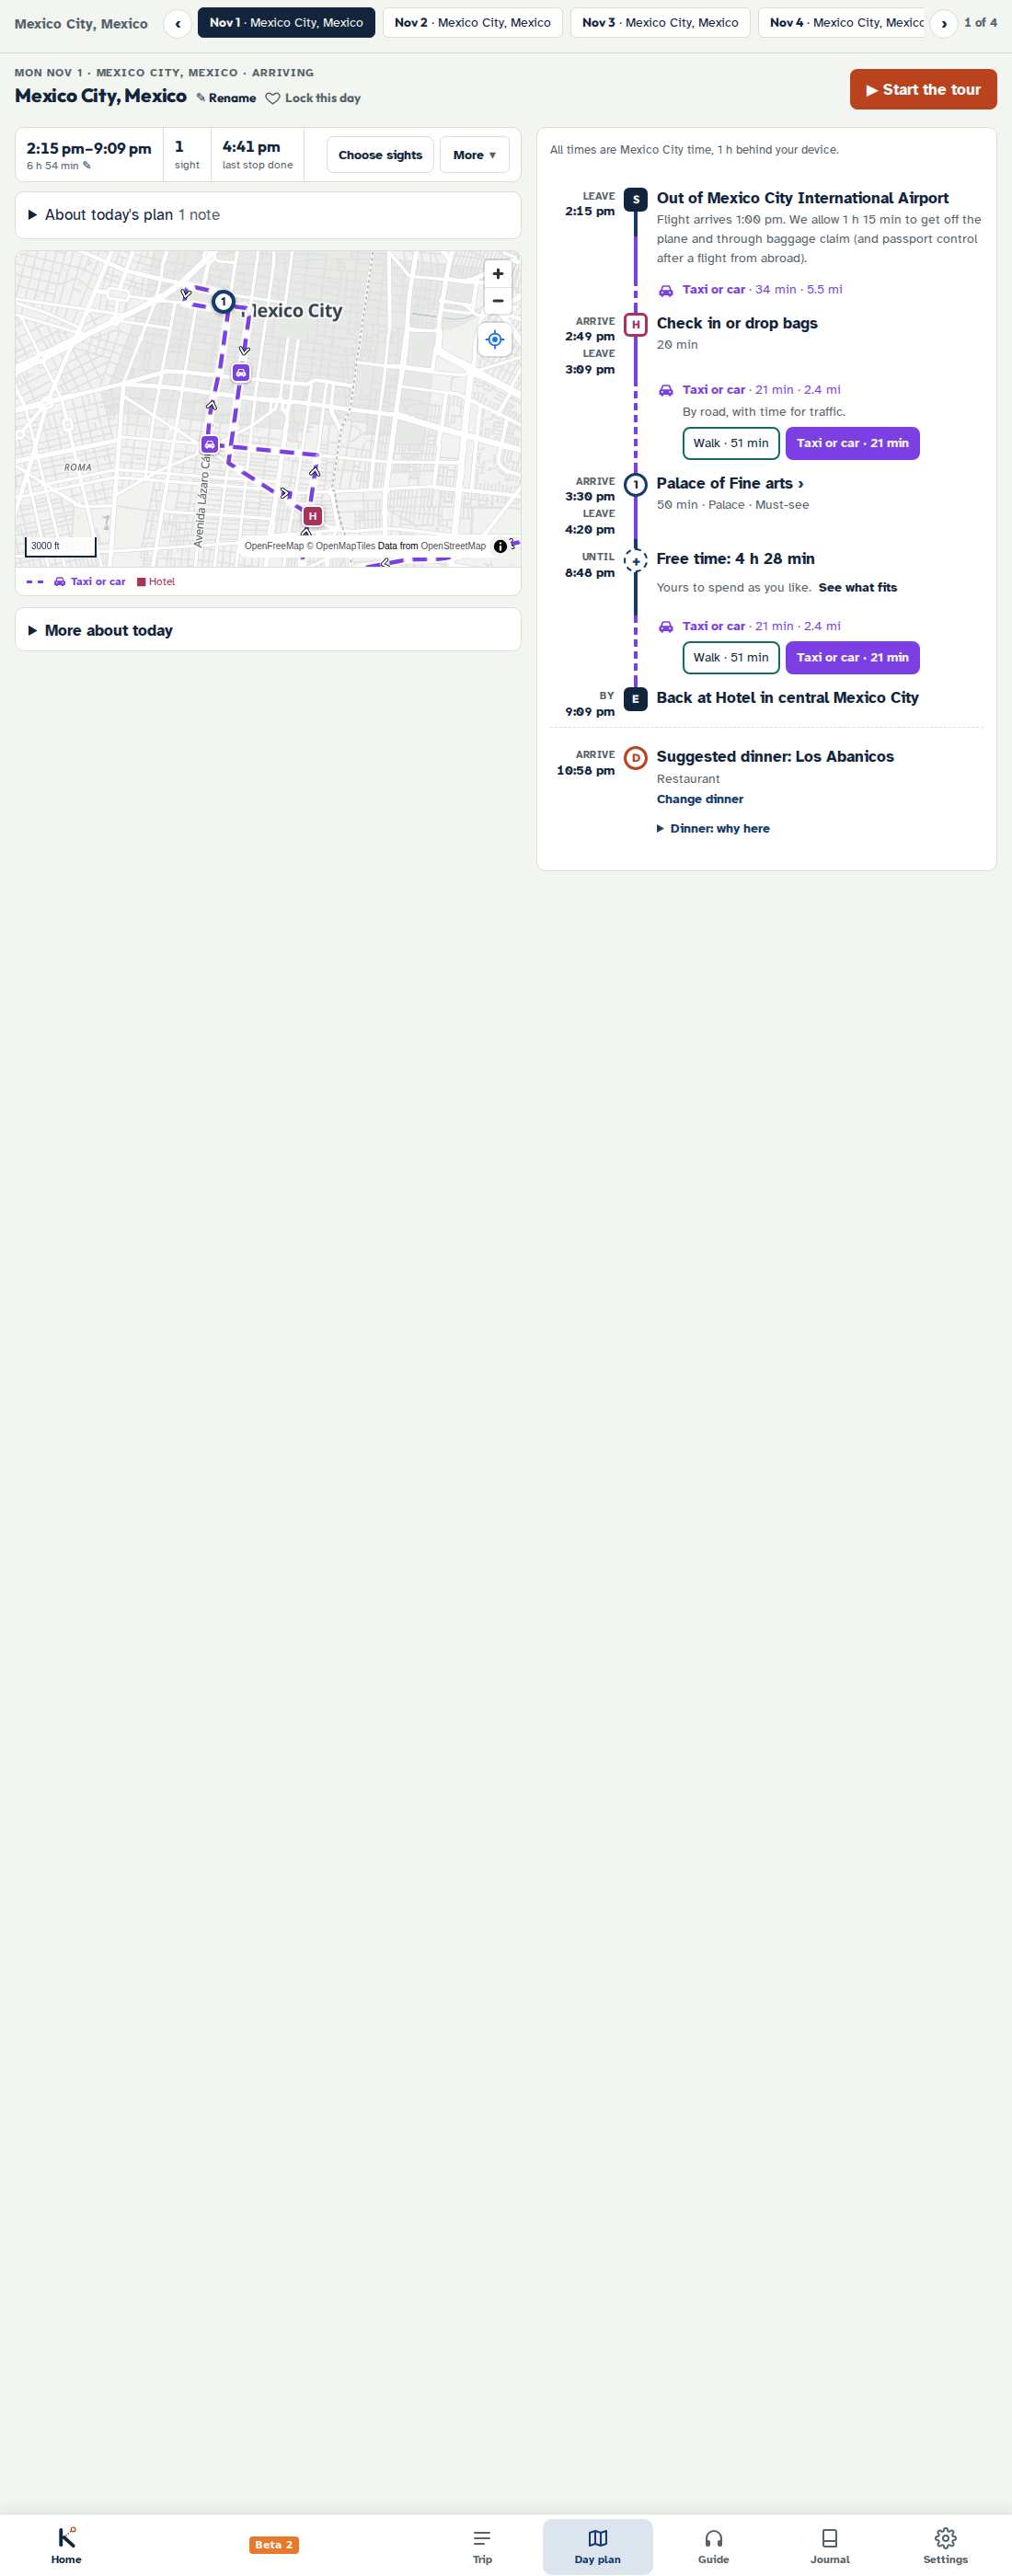 Mexico City, Mexico
‹
Nov 1 · Mexico City, Mexico
Nov 2 · Mexico City, Mexico
Nov 3 · Mexico City, Mexico
Nov 4 · Mexico City, Mexico
›
1 of 4
MON NOV 1 · MEXICO CITY, MEXICO · ARRIVING
Mexico City, Mexico ✎ Rename Lock this day
▶ Start the tour
2:15 pm–9:09 pm
6 h 54 min ✎
1
sight
4:41 pm
last stop done
Choose sights
More ▼
▶ About today's plan 1 note
1
Mexico City
+
−
ROMA
Avenida Lázaro Cár
H
3000 ft
OpenFreeMap © OpenMapTiles Data from OpenStreetMap
Taxi or car
Hotel
▶ More about today
All times are Mexico City time, 1 h behind your device.
LEAVE
2:15 pm
S
Out of Mexico City International Airport
Flight arrives 1:00 pm. We allow 1 h 15 min to get off the
plane and through baggage claim (and passport control
after a flight from abroad).
Taxi or car · 34 min · 5.5 mi
ARRIVE
2:49 pm
LEAVE
3:09 pm
H
Check in or drop bags
20 min
Taxi or car · 21 min · 2.4 mi
By road, with time for traffic.
Walk · 51 min
Taxi or car · 21 min
ARRIVE
3:30 pm
LEAVE
4:20 pm
1
Palace of Fine arts ›
50 min · Palace · Must-see
UNTIL
8:48 pm
+
Free time: 4 h 28 min
Yours to spend as you like. See what fits
Taxi or car · 21 min · 2.4 mi
Walk · 51 min
Taxi or car · 21 min
BY
9:09 pm
E
Back at Hotel in central Mexico City
ARRIVE
10:58 pm
D
Suggested dinner: Los Abanicos
Restaurant
Change dinner
▶ Dinner: why here
Home
Beta 2
Trip
Day plan
Guide
Journal
Settings